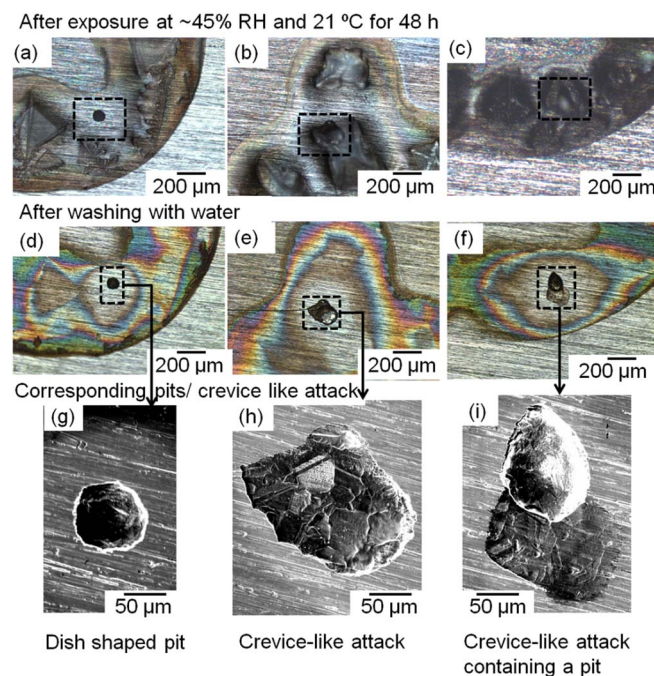 After exposure at ~45% RH and 21 ºC for 48 h
(a)
(b)
(c)
200 µm
200 µm
200 µm
After washing with water
(d)
(e)
(f)
200 µm
200 µm
200 µm
Corresponding pits/ crevice like attack
(g)
(h)
(i)
50 µm
50 µm
50 µm
Dish shaped pit
Crevice-like attack
Crevice-like attack
containing a pit